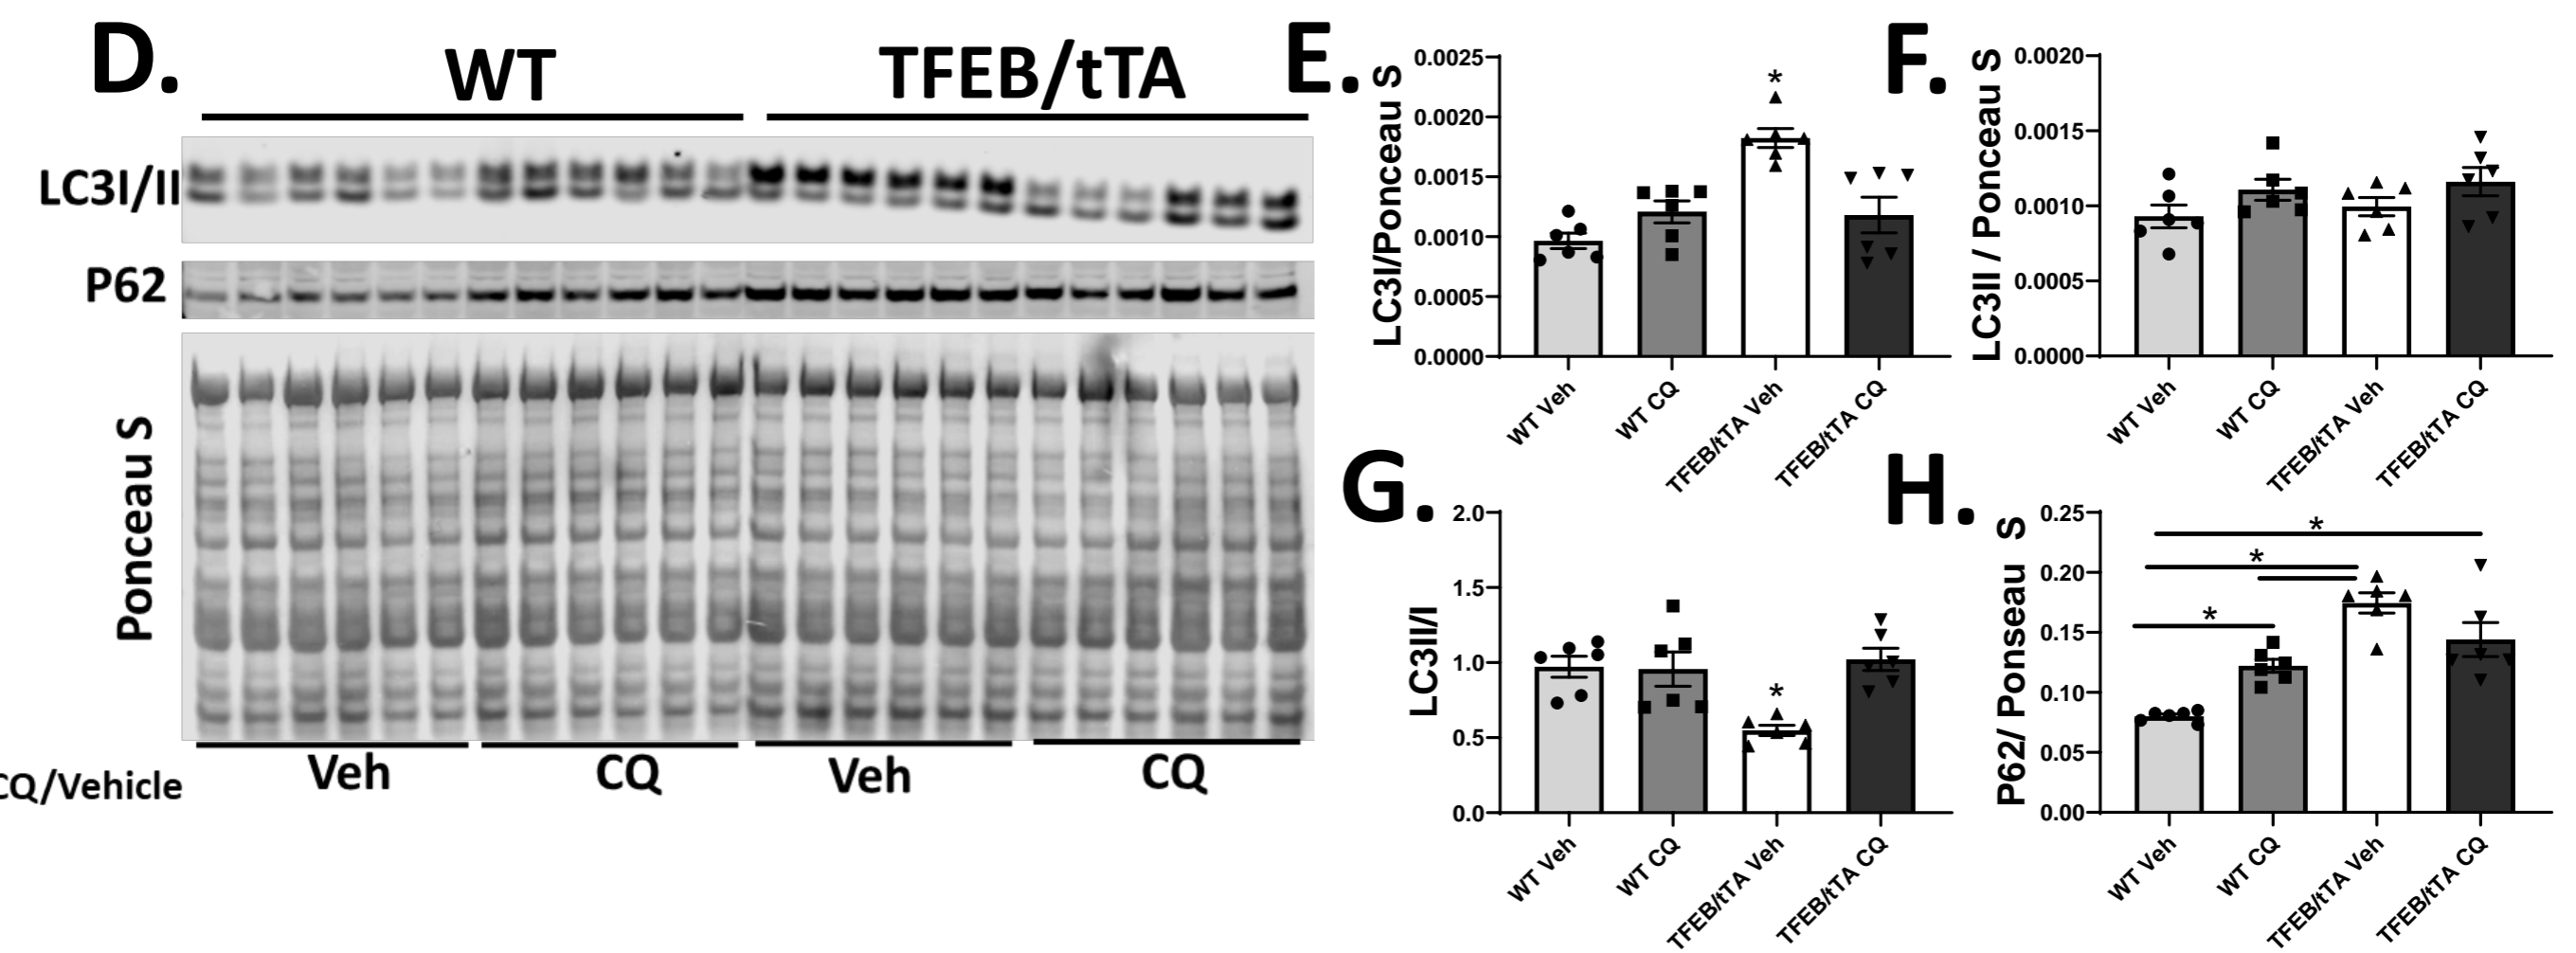 D.
WT
TFEB/tTA
LC3I/II
P62
Ponceau S
Veh
CQ
Veh
CQ
CQ/Vehicle
E.
LC3I/Ponceau S
0.0025
0.0020
0.0015
0.0010
0.0005
0.0000
*
WT Veh
WT CQ
TFEB/tTA Veh
TFEB/tTA CQ
F.
LC3II / Ponceau S
0.0020
0.0015
0.0010
0.0005
0.0000
WT Veh
WT CQ
TFEB/tTA Veh
TFEB/tTA CQ
G.
LC3II/I
2.0
1.5
1.0
0.5
0.0
*
WT Veh
WT CQ
TFEB/tTA Veh
TFEB/tTA CQ
H.
P62/ Ponseau S
0.25
0.20
0.15
0.10
0.05
0.00
*
*
*
WT Veh
WT CQ
TFEB/tTA Veh
TFEB/tTA CQ